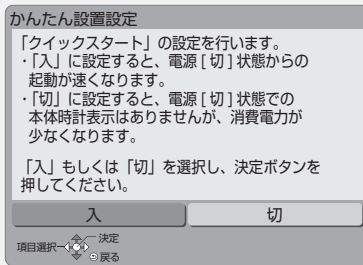 かんたん設置設定
「クイックスタート」の設定を行います。
・「入」に設定すると、電源 [ 切 ] 状態からの
起動が速くなります。
・「切」に設定すると、電源 [ 切 ] 状態での
本体時計表示はありませんが、消費電力が
少なくなります。
「入」もしくは「切」を選択し、決定ボタンを
押してください。
入
切
項目選択
決定
戻る